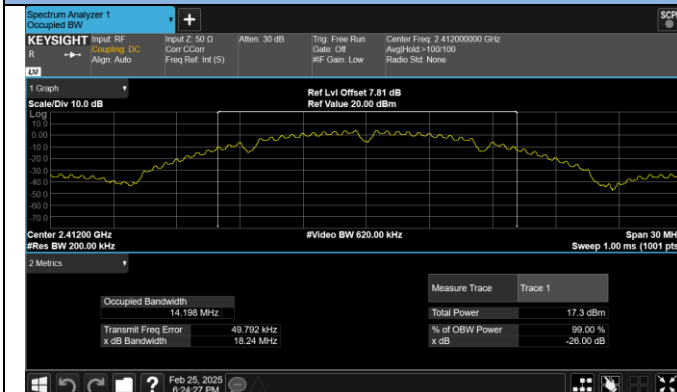 Spectrum Analyzer 1
Occupied BW
+
SCPI
KEYSIGHT
R
LXI
Input: RF
Coupling: DC
Align: Auto
Input Z: 50 Ω
Corr CCorr
Freq Ref: Int (S)
Atten: 30 dB
Trig: Free Run
Gate: Off
#IF Gain: Low
Center Freq: 2.412000000 GHz
Avg|Hold:>100/100
Radio Std: None
1 Graph
Scale/Div 10.0 dB
Ref Lvl Offset 7.81 dB
Ref Value 20.00 dBm
Log
10.0
0.00
-10.0
-20.0
-30.0
-40.0
-50.0
-60.0
-70.0
Center 2.41200 GHz
#Res BW 200.00 kHz
#Video BW 620.00 kHz
Span 30 MH
Sweep 1.00 ms (1001 pts
2 Metrics
Occupied Bandwidth
14.198 MHz
Transmit Freq Error 49.792 kHz
x dB Bandwidth 18.24 MHz
Measure Trace Trace 1
Total Power 17.3 dBm
% of OBW Power 99.00 %
x dB -26.00 dB
?
Feb 25, 2025
6:24:27 PM